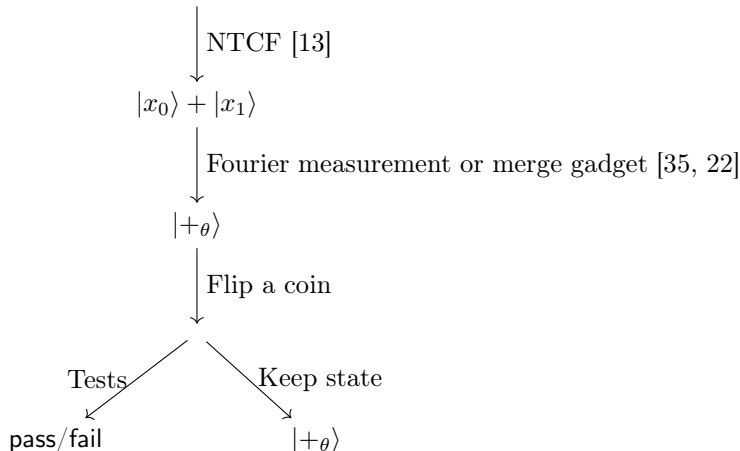 NTCF [13]
|x₀⟩ + |x₁⟩
Fourier measurement or merge gadget [35, 22]
|+_θ⟩
Flip a coin
Tests Keep state
pass/fail |+_θ⟩